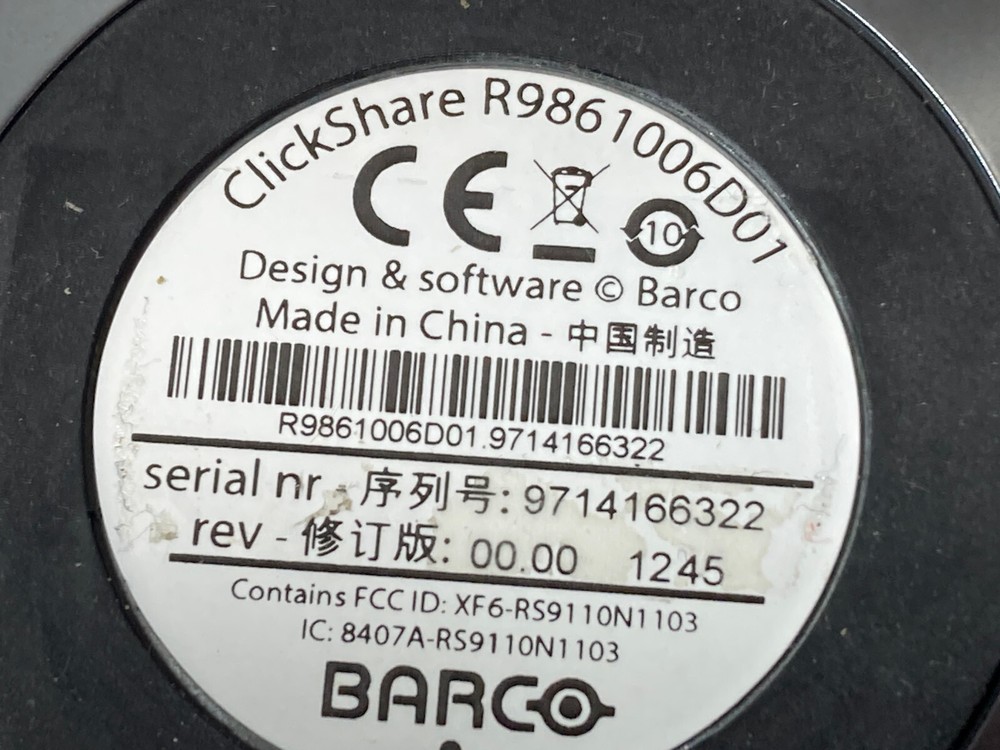 ClickShare R9861006D01
CE
10
Design & software © Barco
Made in China - 中国制造
R9861006D01.9714166322
serial nr - 序列号: 9714166322
rev - 修订版: 00.00 1245
Contains FCC ID: XF6-RS9110N1103
IC: 8407A-RS9110N1103
BARCO